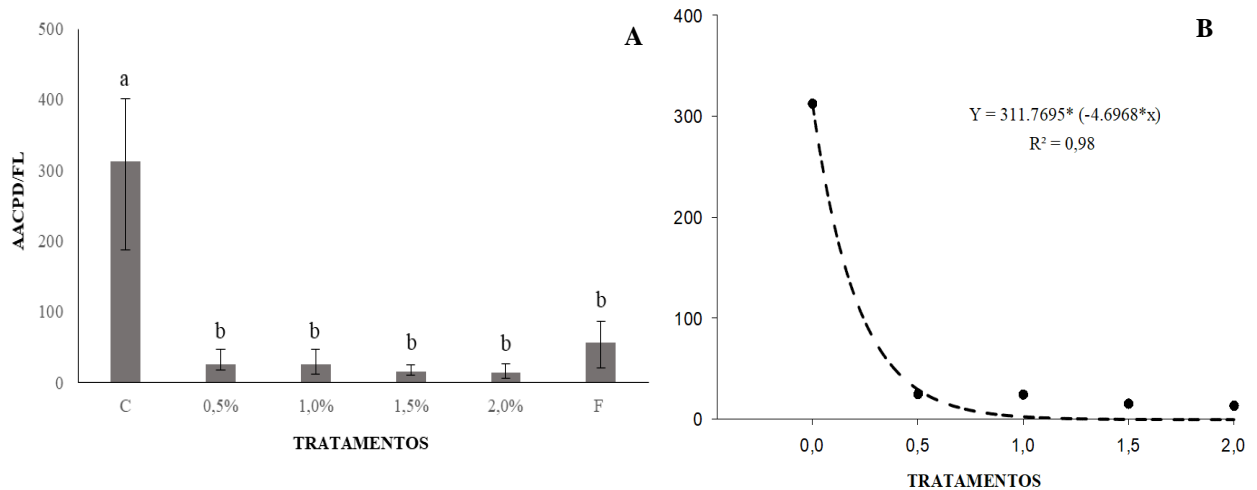 A
500
400
300
200
100
0
AACPD/FL
a
b
b
b
b
b
C 0,5% 1,0% 1,5% 2,0% F
TRATAMENTOS
B
400
300
200
100
0
Y = 311.7695* (-4.6968*x)
R² = 0,98
0,0 0,5 1,0 1,5 2,0
TRATAMENTOS